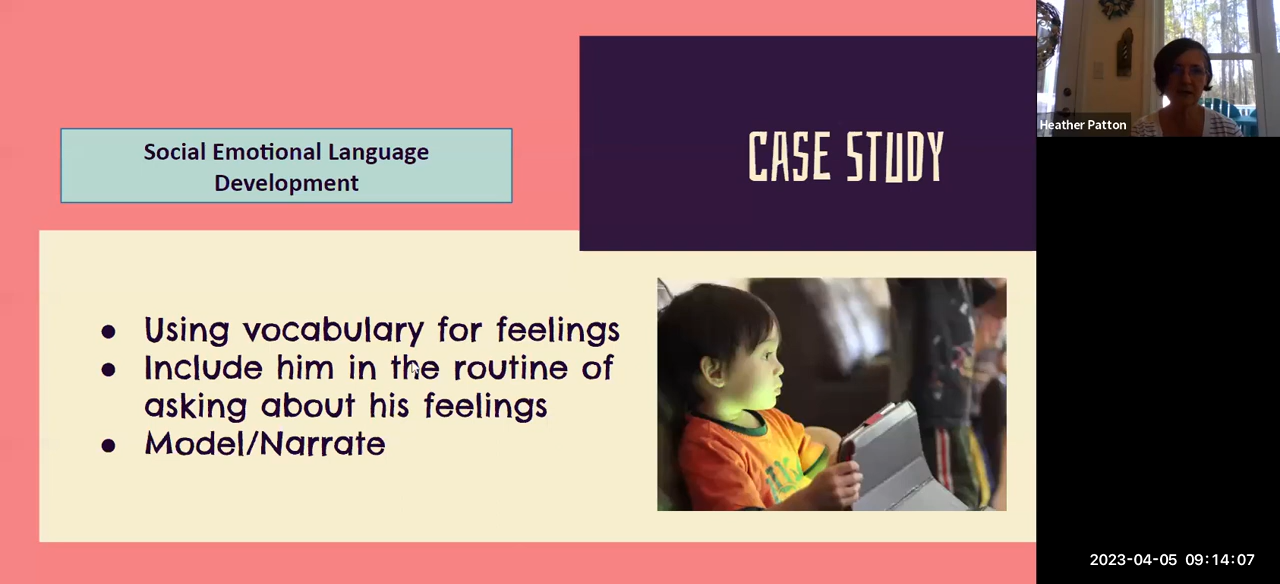 Social Emotional Language
Development
CASE STUDY
● Using vocabulary for feelings
● Include him in the routine of
asking about his feelings
● Model/Narrate
Heather Patton
2023-04-05 09:14:07